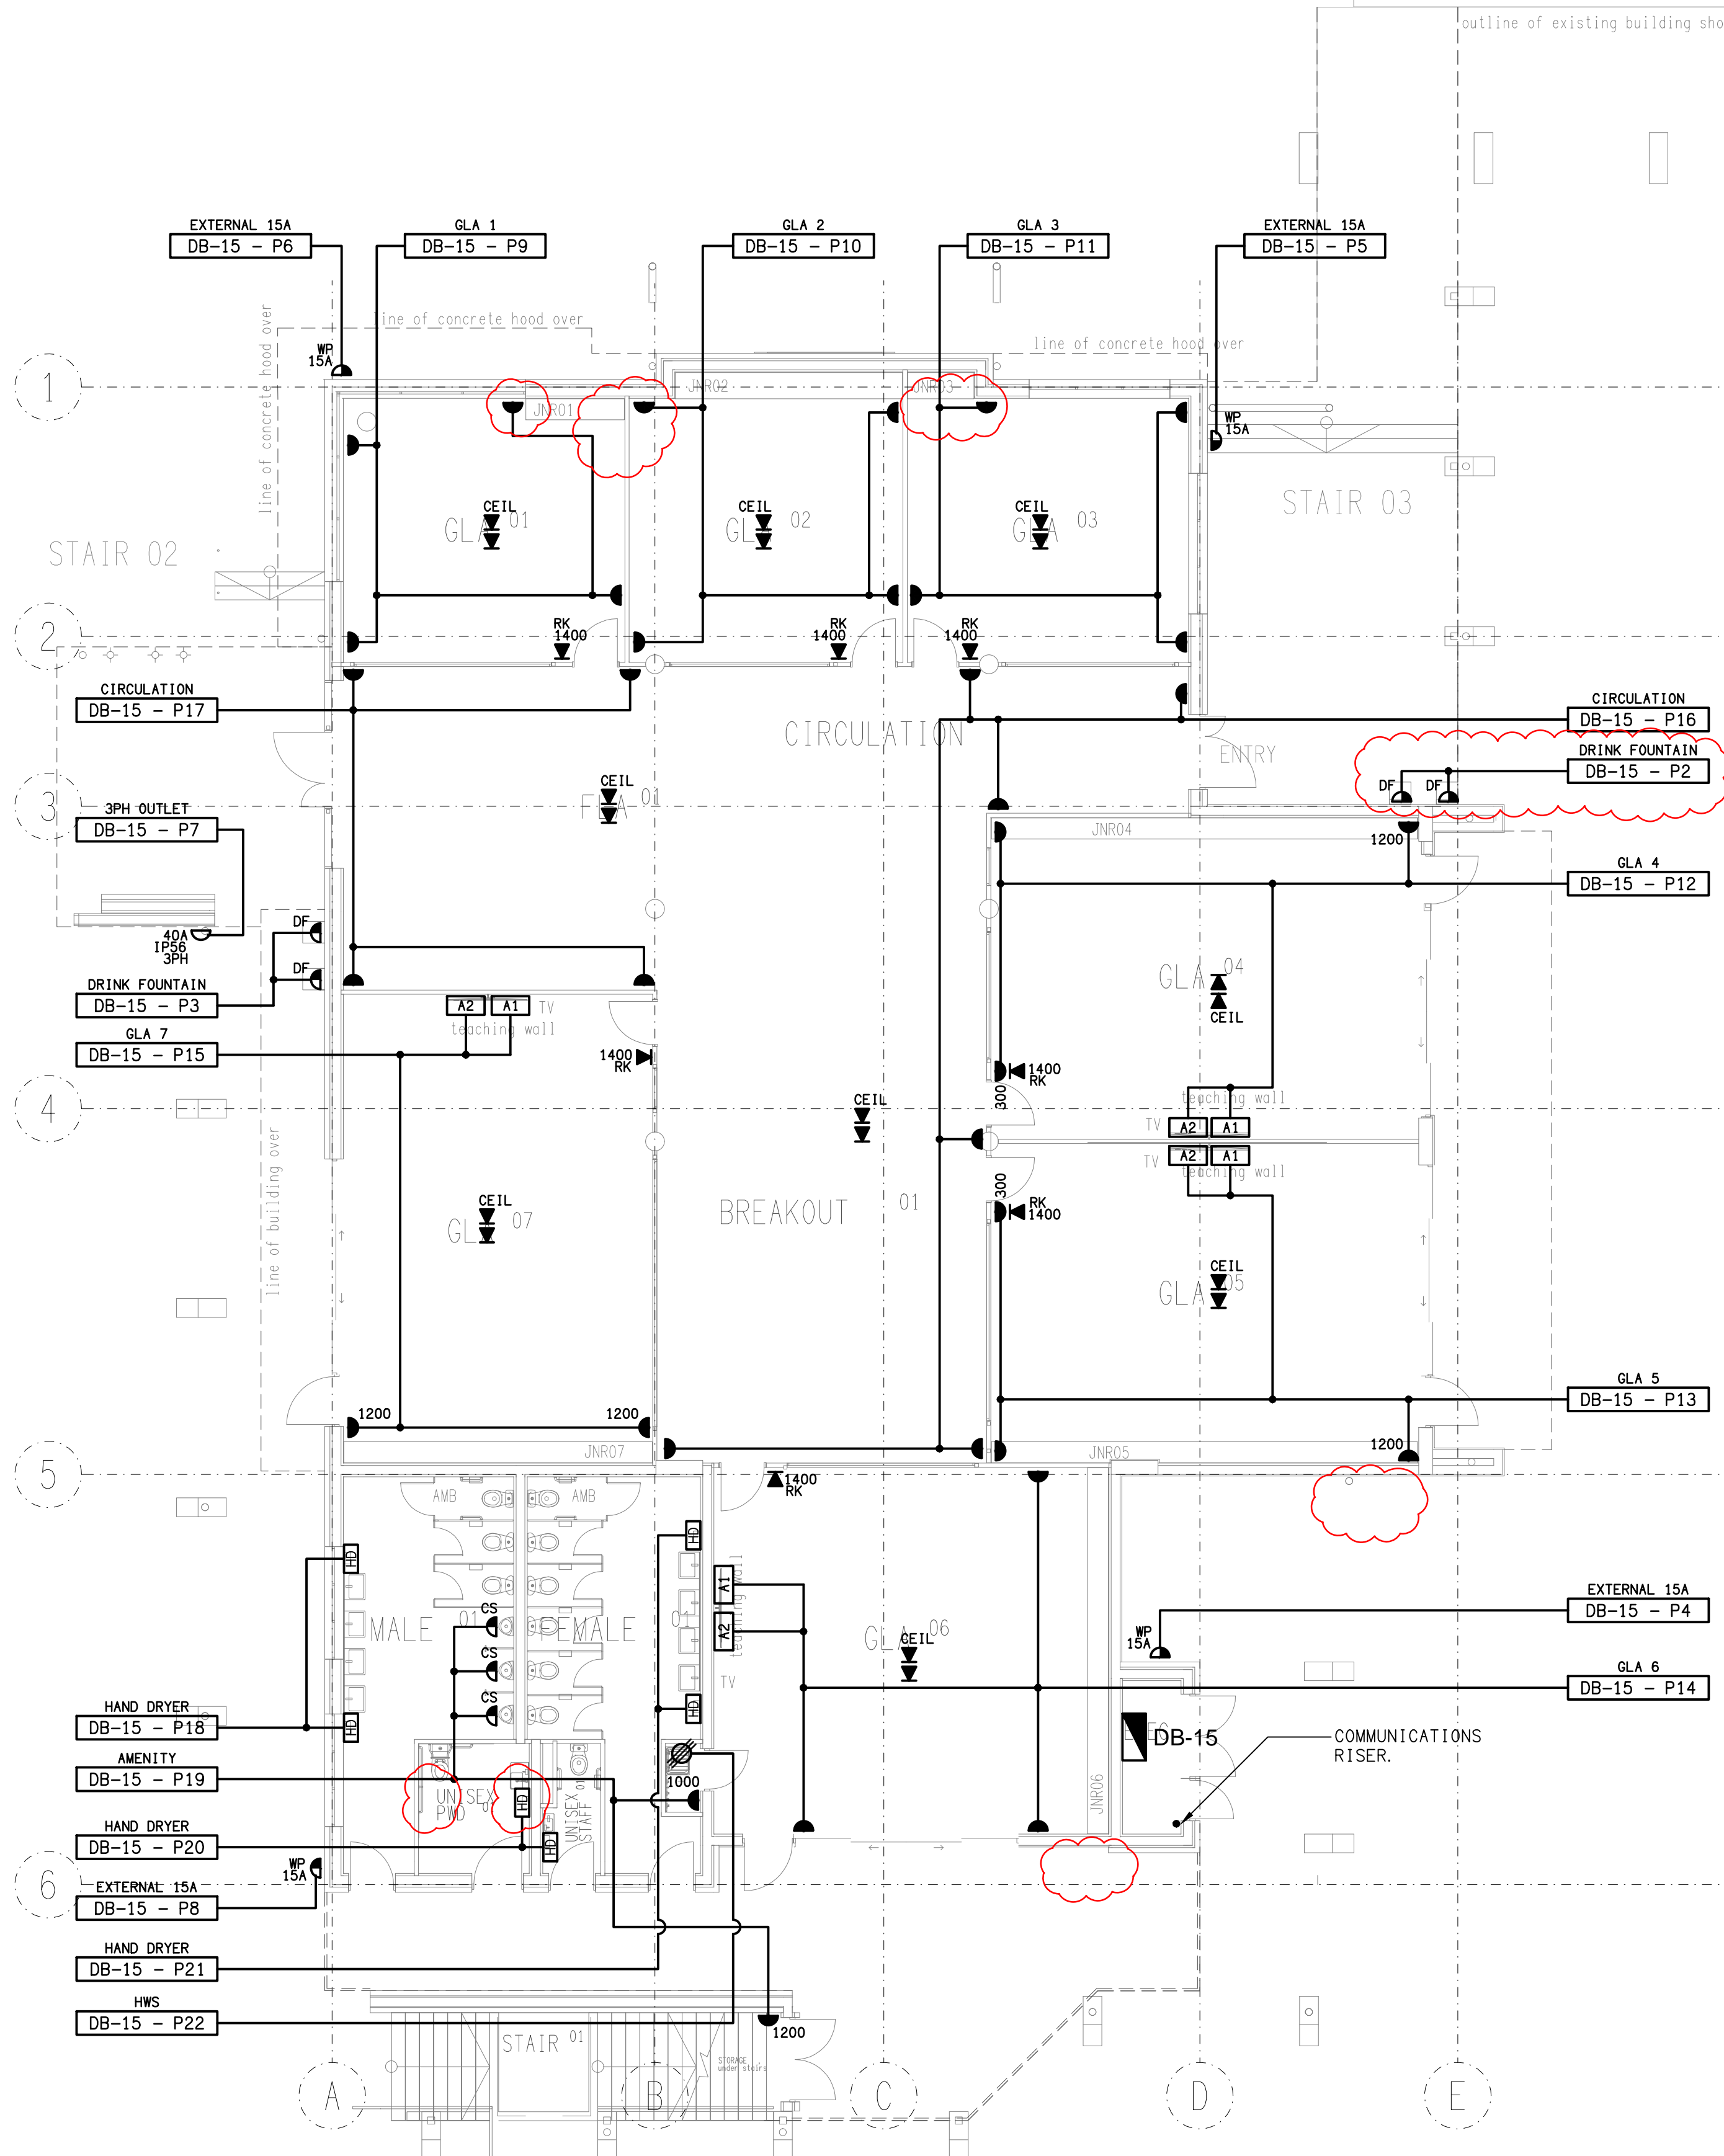 outline of existing building sho
EXTERNAL 15A
DB-15 - P6
GLA 1
DB-15 - P9
GLA 2
DB-15 - P10
GLA 3
DB-15 - P11
EXTERNAL 15A
DB-15 - P5
line of concrete hood over
line of concrete hood over
line of concrete hood over
WP
15A
1
JNR01
JNR02
JNR03
WP
15A
STAIR 02
STAIR 03
CEIL
GLA 01
CEIL
02
CEIL
GLA 03
2
RK
1400
RK
1400
RK
1400
CIRCULATION
DB-15 - P17
CIRCULATION
CIRCULATION
DB-15 - P16
ENTRY
DRINK FOUNTAIN
DB-15 - P2
DF
DF
CEIL
01
3
3PH OUTLET
DB-15 - P7
JNR04
1200
GLA 4
DB-15 - P12
40A
IP56
3PH
DF
DF
DRINK FOUNTAIN
DB-15 - P3
GLA 04
CEIL
A2
A1
TV
teaching wall
GLA 7
DB-15 - P15
1400
RK
1400
RK
300
4
CEIL
teaching wall
TV
A2
A1
TV
A2
A1
teaching wall
line of building over
300
RK
1400
CEIL
07
BREAKOUT 01
CEIL
GLA 05
GLA 5
DB-15 - P13
1200
1200
JNR07
JNR05
1200
5
1400
RK
AMB
AMB
HD
HD
A1
A2
teaching wall
TV
MALE 01
CS
CS
CS
FEMALE 01
GLA 06
CEIL
EXTERNAL 15A
DB-15 - P4
WP
15A
GLA 6
DB-15 - P14
HAND DRYER
DB-15 - P18
HD
HD
DB-15
COMMUNICATIONS
RISER.
AMENITY
DB-15 - P19
1000
JNR06
UNISEX
PWD 01
HD
UNISEX
STAFF 01
HD
HAND DRYER
DB-15 - P20
WP
15A
6
EXTERNAL 15A
DB-15 - P8
HAND DRYER
DB-15 - P21
HWS
DB-15 - P22
1200
STAIR 01
STORAGE
under stairs
A
B
C
D
E